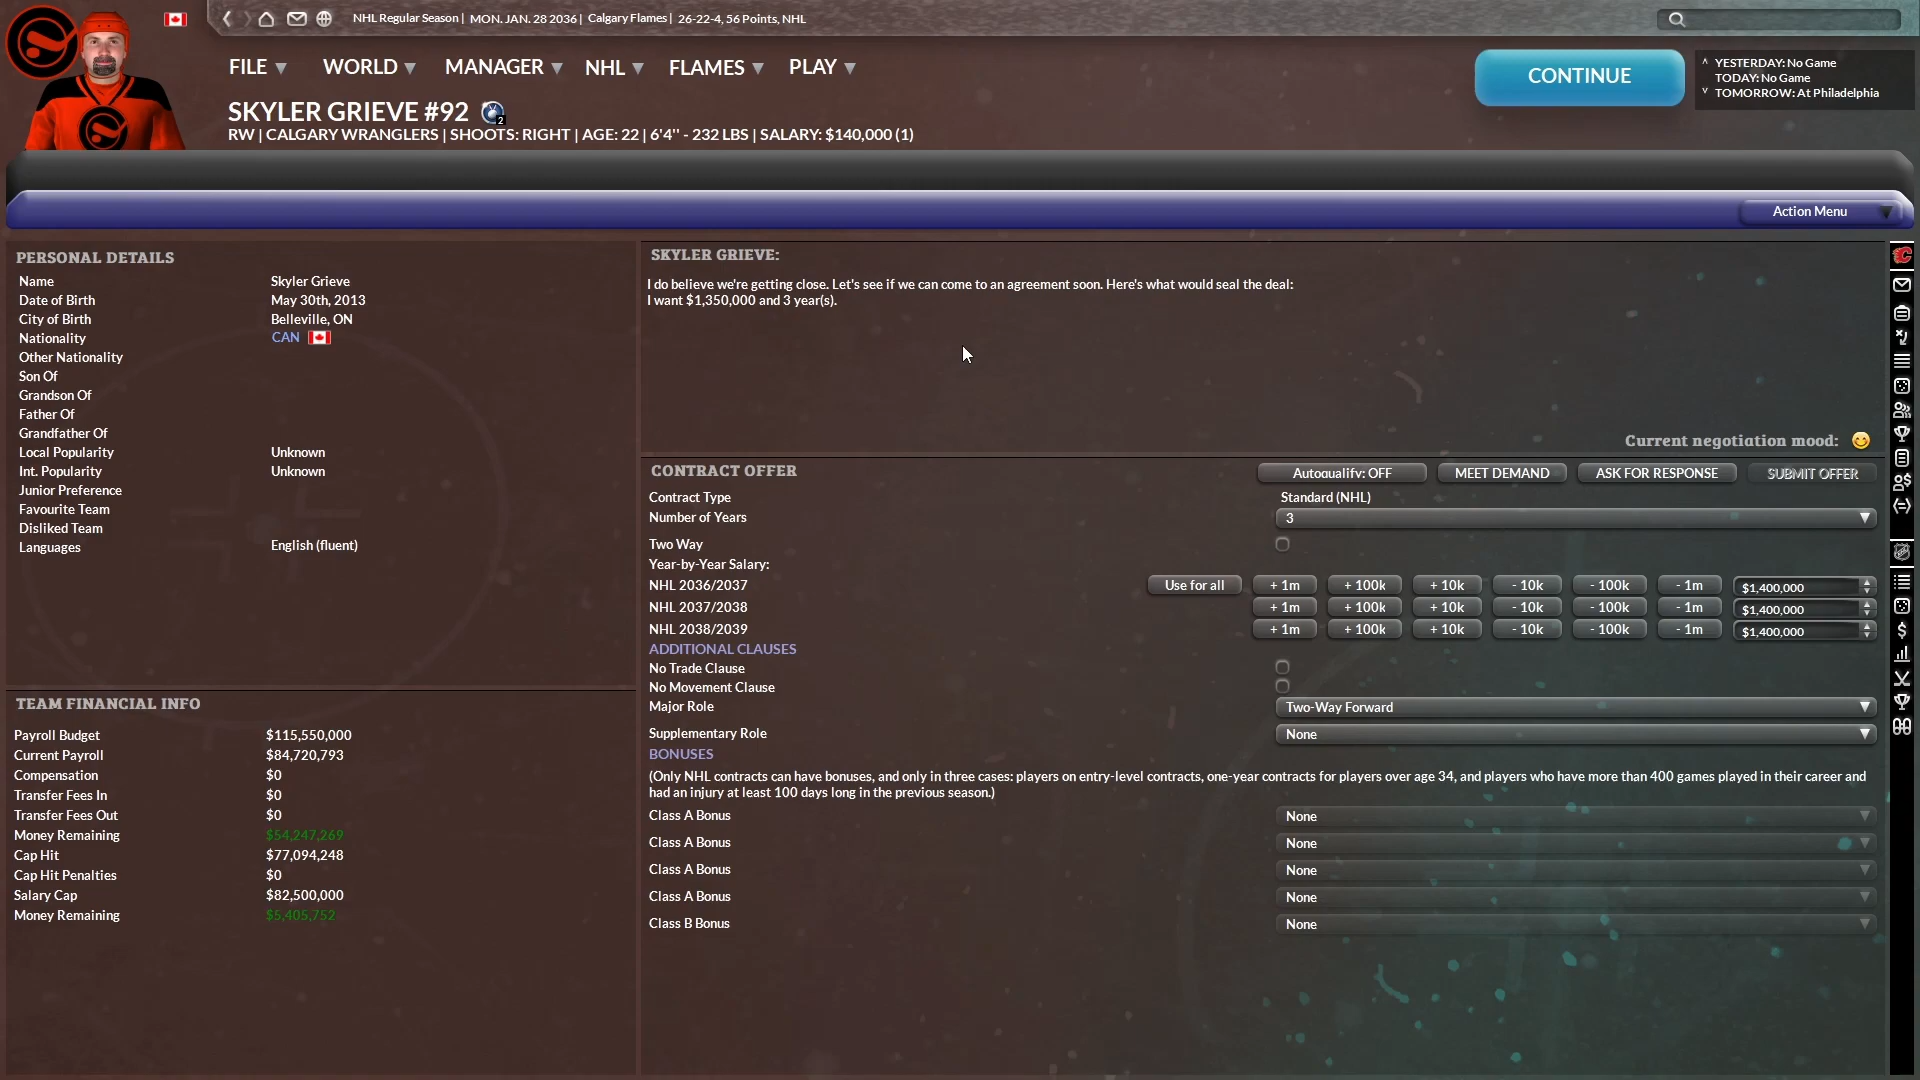 NHL Regular Season | MON. JAN. 28 2036 | Calgary Flames | 26-22-4, 56 Points, NHL
FILE WORLD MANAGER NHL FLAMES PLAY
CONTINUE
YESTERDAY: No Game
TODAY: No Game
TOMORROW: At Philadelphia
SKYLER GRIEVE #92
2
RW | CALGARY WRANGLERS | SHOOTS: RIGHT | AGE: 22 | 6'4'' - 232 LBS | SALARY: $140,000 (1)
Action Menu
PERSONAL DETAILS
Name Skyler Grieve
Date of Birth May 30th, 2013
City of Birth Belleville, ON
Nationality CAN
Other Nationality
Son Of
Grandson Of
Father Of
Grandfather Of
Local Popularity Unknown
Int. Popularity Unknown
Junior Preference
Favourite Team
Disliked Team
Languages English (fluent)
TEAM FINANCIAL INFO
Payroll Budget $115,550,000
Current Payroll $84,720,793
Compensation $0
Transfer Fees In $0
Transfer Fees Out $0
Money Remaining $54,247,269
Cap Hit $77,094,248
Cap Hit Penalties $0
Salary Cap $82,500,000
Money Remaining $5,405,752
SKYLER GRIEVE:
I do believe we're getting close. Let's see if we can come to an agreement soon. Here's what would seal the deal:
I want $1,350,000 and 3 year(s).
Current negotiation mood:
CONTRACT OFFER Autoqualify: OFF MEET DEMAND ASK FOR RESPONSE SUBMIT OFFER
Contract Type Standard (NHL)
Number of Years 3
Two Way
Year-by-Year Salary:
NHL 2036/2037 Use for all + 1m + 100k + 10k - 10k - 100k - 1m $1,400,000
NHL 2037/2038 + 1m + 100k + 10k - 10k - 100k - 1m $1,400,000
NHL 2038/2039 + 1m + 100k + 10k - 10k - 100k - 1m $1,400,000
ADDITIONAL CLAUSES
No Trade Clause
No Movement Clause
Major Role Two-Way Forward
Supplementary Role None
BONUSES
(Only NHL contracts can have bonuses, and only in three cases: players on entry-level contracts, one-year contracts for players over age 34, and players who have more than 400 games played in their career and
had an injury at least 100 days long in the previous season.)
Class A Bonus None
Class A Bonus None
Class A Bonus None
Class A Bonus None
Class B Bonus None